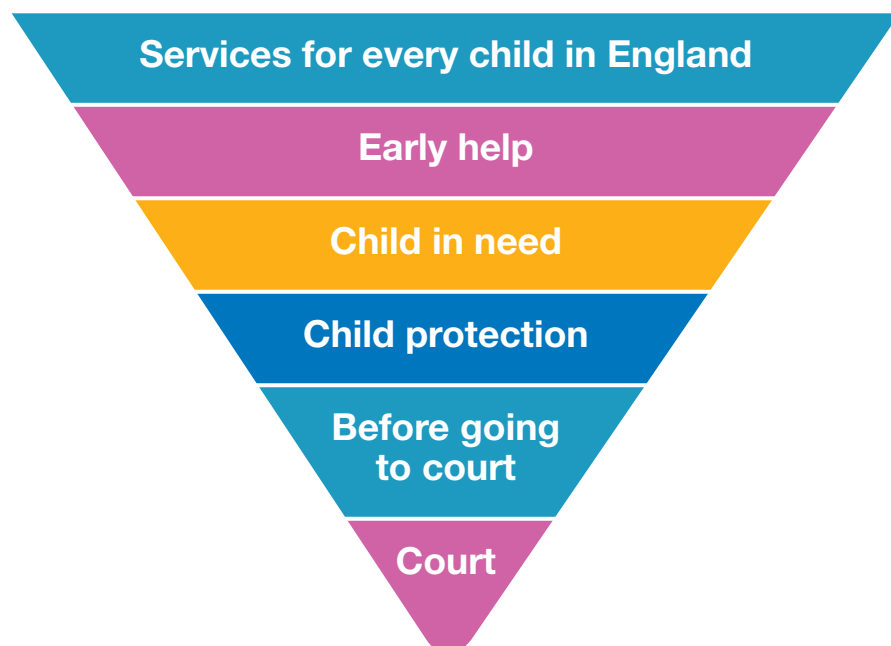 Services for every child in England
Early help
Child in need
Child protection
Before going
to court
Court